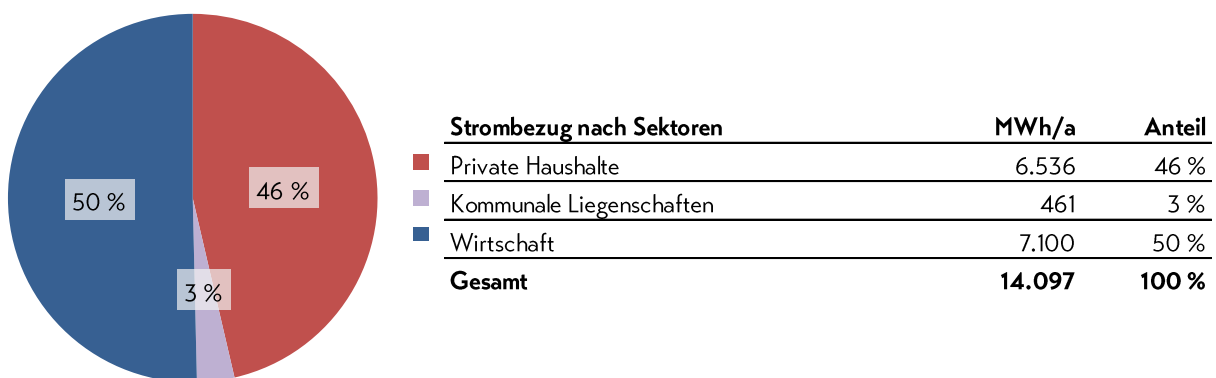 50 %
46 %
3 %
Strombezug nach Sektoren MWh/a Anteil
Private Haushalte 6.536 46 %
Kommunale Liegenschaften 461 3 %
Wirtschaft 7.100 50 %
Gesamt 14.097 100 %